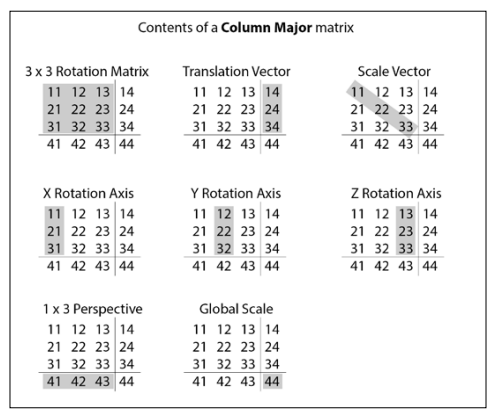 Contents of a Column Major matrix
3 x 3 Rotation Matrix
11 12 13 14
21 22 23 24
31 32 33 34
41 42 43 44
Translation Vector
11 12 13 14
21 22 23 24
31 32 33 34
41 42 43 44
Scale Vector
11 12 13 14
21 22 23 24
31 32 33 34
41 42 43 44
X Rotation Axis
11 12 13 14
21 22 23 24
31 32 33 34
41 42 43 44
Y Rotation Axis
11 12 13 14
21 22 23 24
31 32 33 34
41 42 43 44
Z Rotation Axis
11 12 13 14
21 22 23 24
31 32 33 34
41 42 43 44
1 x 3 Perspective
11 12 13 14
21 22 23 24
31 32 33 34
41 42 43 44
Global Scale
11 12 13 14
21 22 23 24
31 32 33 34
41 42 43 44